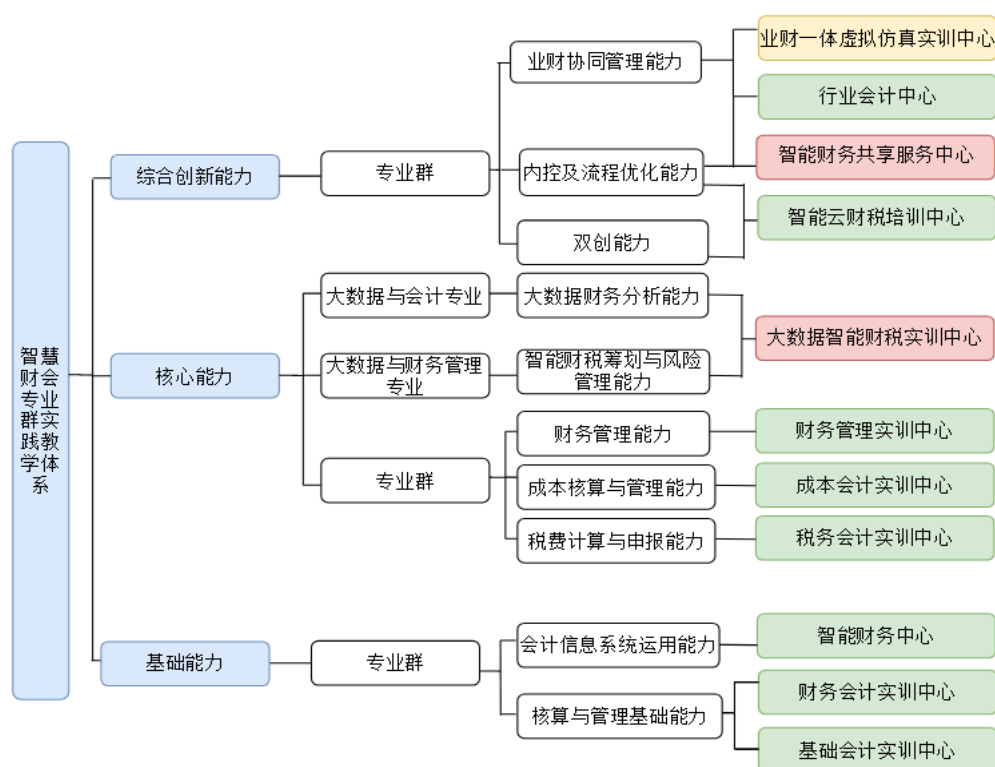 智慧
财会
专业
群实
践教
学体
系
综合创新能力
专业群
业财协同管理能力
内控及流程优化能力
双创能力
业财一体虚拟仿真实训中心
行业会计中心
智能财务共享服务中心
智能云财税培训中心
核心能力
大数据与会计专业
大数据财务分析能力
大数据与财务管理
专业
智能财税筹划与风险
管理能力
大数据智能财税实训中心
专业群
财务管理能力
财务管理实训中心
成本核算与管理能力
成本会计实训中心
税费计算与申报能力
税务会计实训中心
基础能力
专业群
会计信息系统运用能力
智能财务中心
核算与管理基础能力
财务会计实训中心
基础会计实训中心